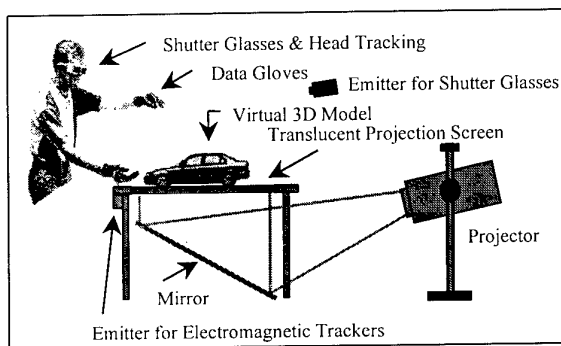 Shutter Glasses & Head Tracking
Data Gloves
Emitter for Shutter Glasses
Virtual 3D Model
Translucent Projection Screen
Projector
Mirror
Emitter for Electromagnetic Trackers